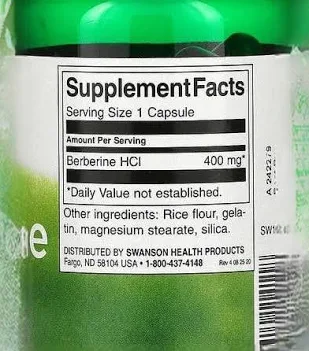 Supplement Facts
Serving Size 1 Capsule
Amount Per Serving
Berberine HCl 400 mg*
*Daily Value not established.
Other ingredients: Rice flour, gela-
tin, magnesium stearate, silica.
DISTRIBUTED BY SWANSON HEALTH PRODUCTS
Fargo, ND 58104 USA • 1-800-437-4148 Rev 4 08 25 20
A 242279